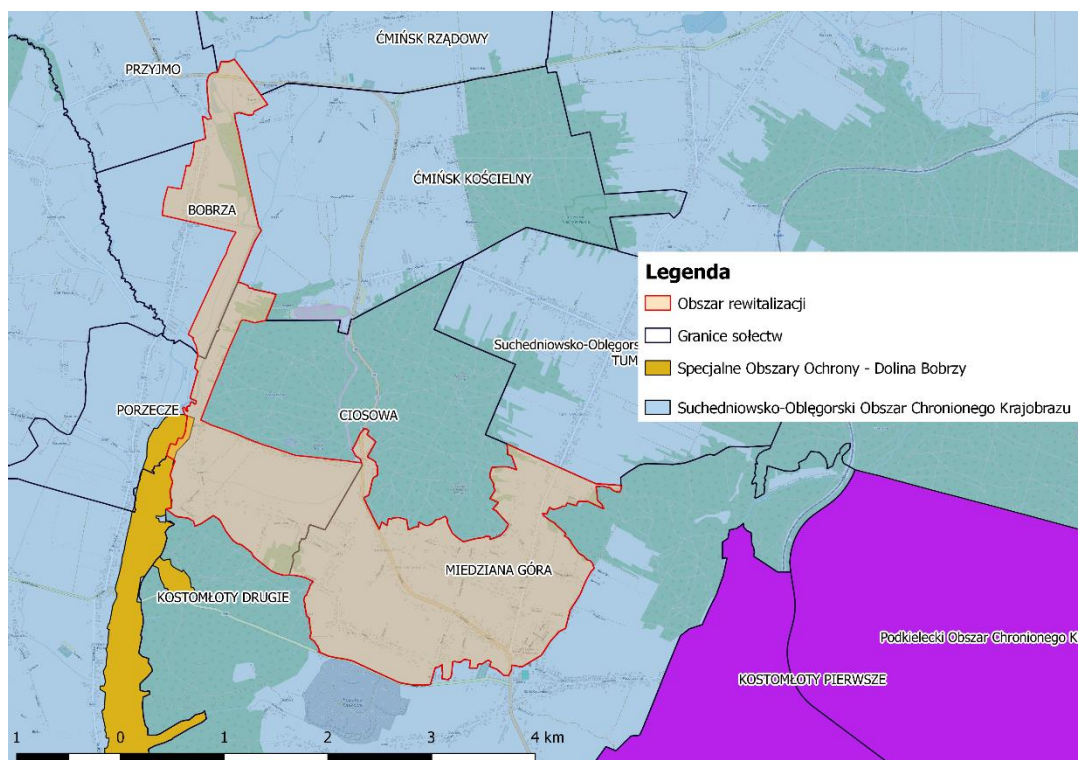 ĆMIŃSK RZĄDOWY
PRZYJMO
ĆMIŃSK KOŚCIELNY
BOBRZA
Legenda
Obszar rewitalizacji
Granice sołectw
Specjalne Obszary Ochrony - Dolina Bobrzy
Suchedniowsko-Oblęgorski Obszar Chronionego Krajobrazu
Suchedniowsko-Oblęgors
TUM
PORZECZE
CIOSOWA
MIEDZIANA GÓRA
KOSTOMŁOTY DRUGIE
Podkielecki Obszar Chronionego K
KOSTOMŁOTY PIERWSZE
1 0 1 2 3 4 km